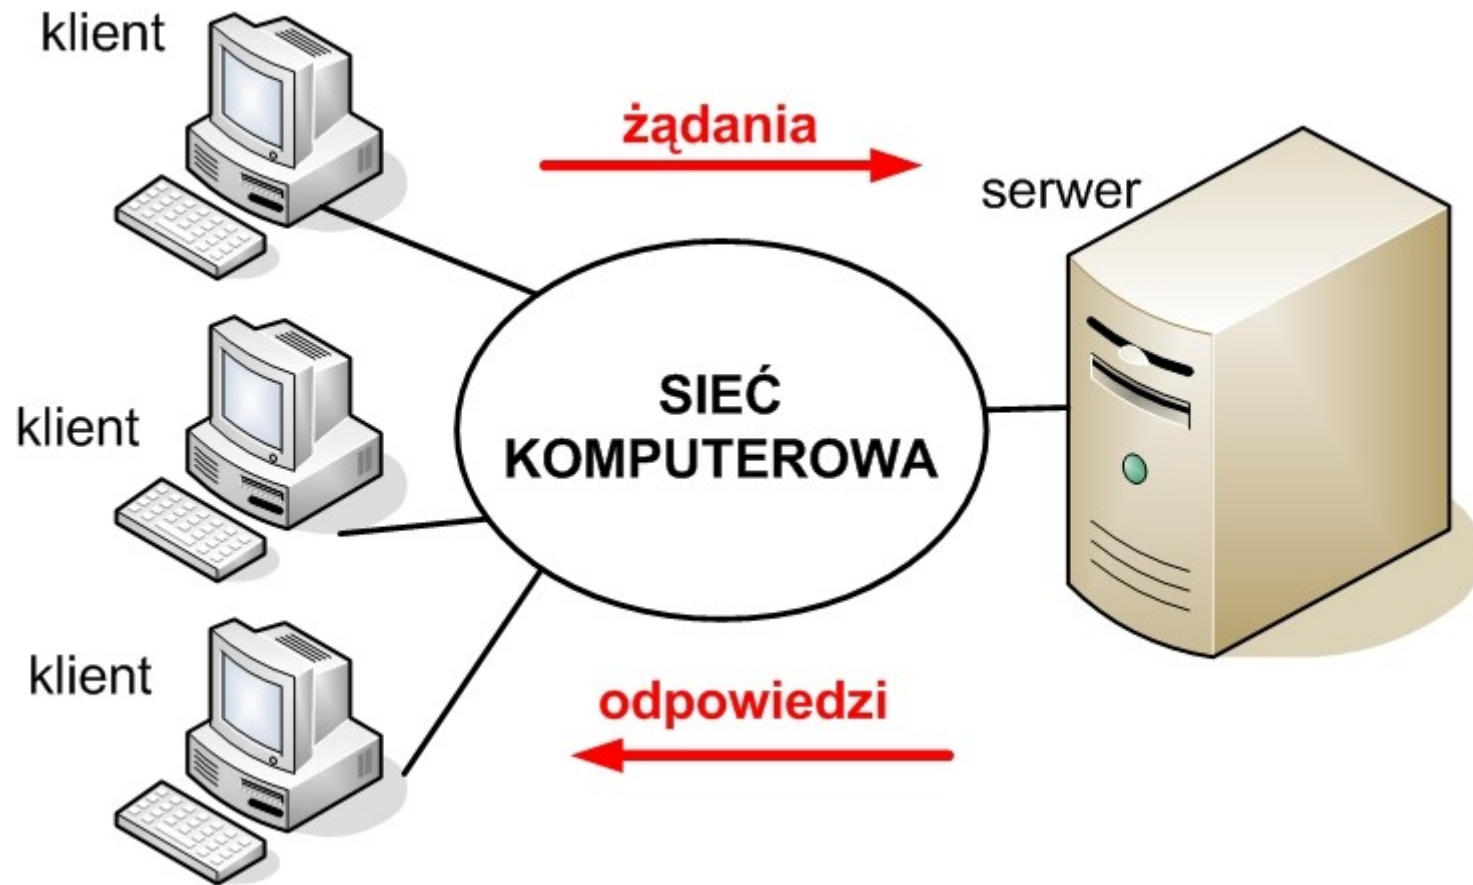 klient
żądania
serwer
SIEĆ
KOMPUTEROWA
klient
klient
odpowiedzi